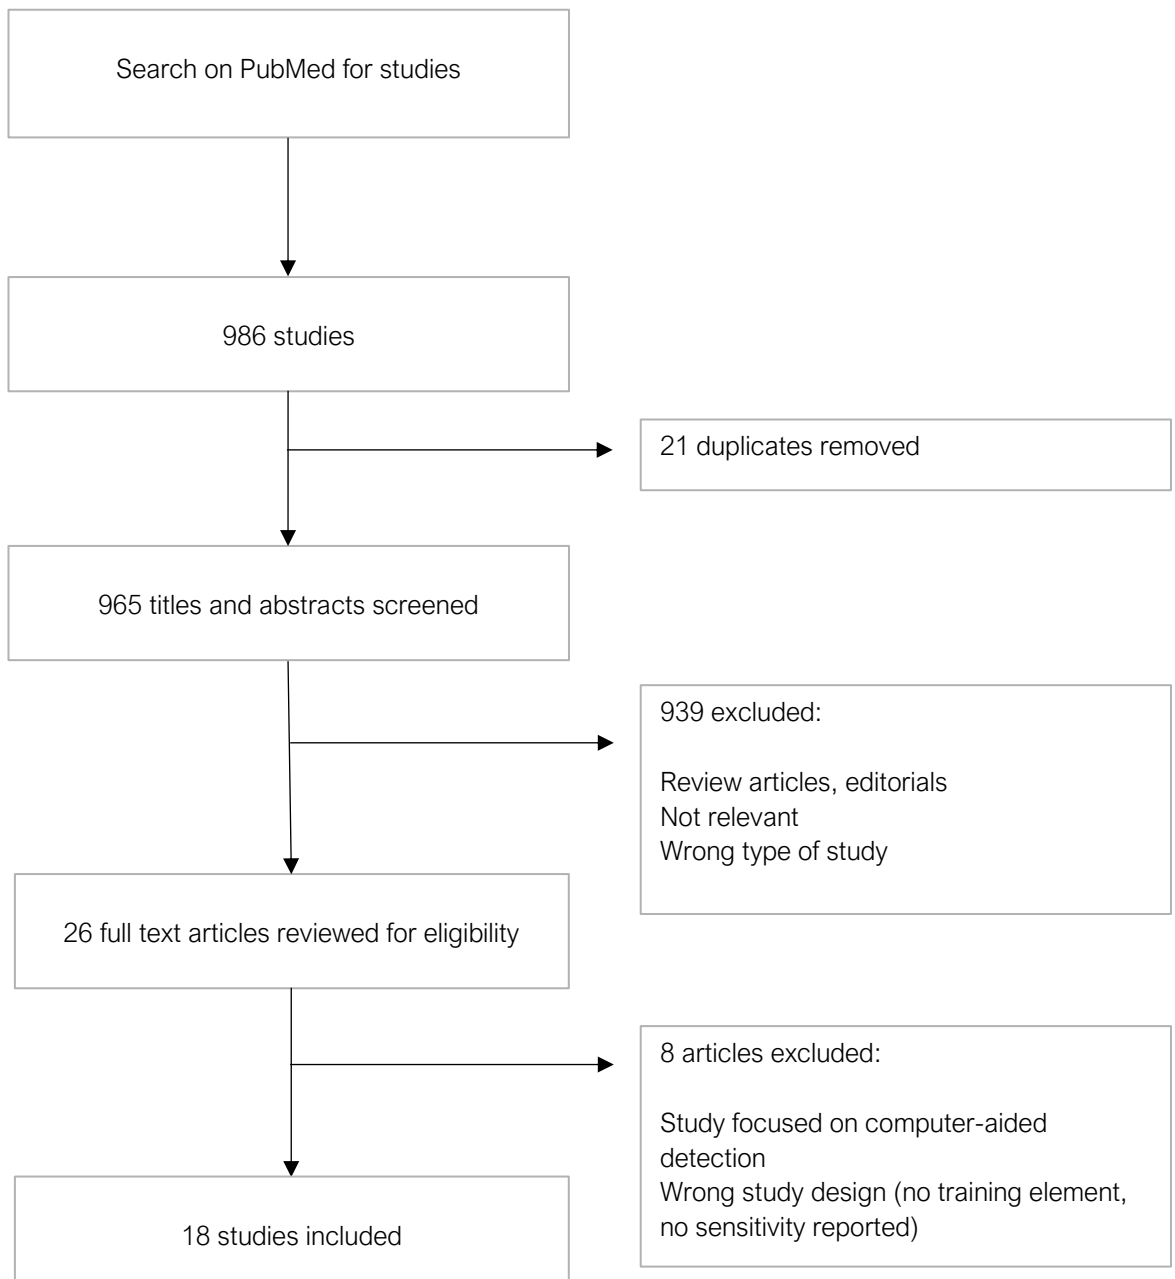 Search on PubMed for studies
986 studies
21 duplicates removed
965 titles and abstracts screened
939 excluded:
Review articles, editorials
Not relevant
Wrong type of study
26 full text articles reviewed for eligibility
8 articles excluded:
Study focused on computer-aided
detection
Wrong study design (no training element,
no sensitivity reported)
18 studies included